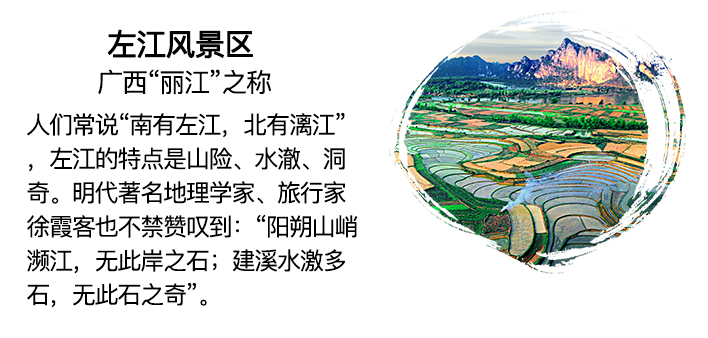 左江风景区
广西“丽江”之称
人们常说“南有左江，北有漓江”
，左江的特点是山险、水澈、洞
奇。明代著名地理学家、旅行家
徐霞客也不禁赞叹到：“阳朔山峭
濒江，无此岸之石；建溪水激多
石，无此石之奇”。